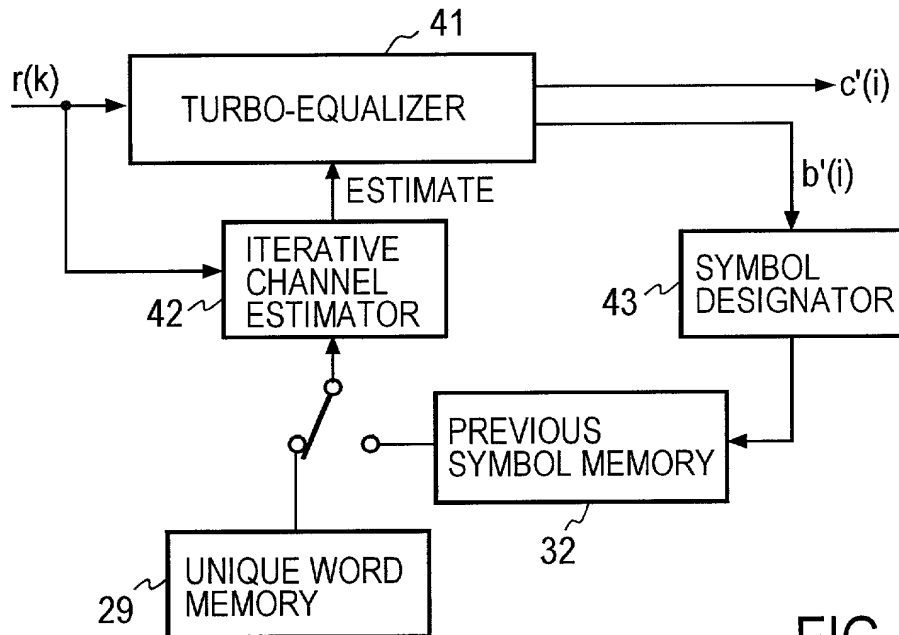 41
r(k)
TURBO-EQUALIZER
c'(i)
b'(i)
ESTIMATE
ITERATIVE
CHANNEL
ESTIMATOR
42
SYMBOL
DESIGNATOR
43
PREVIOUS
SYMBOL MEMORY
32
UNIQUE WORD
MEMORY
29
FIG